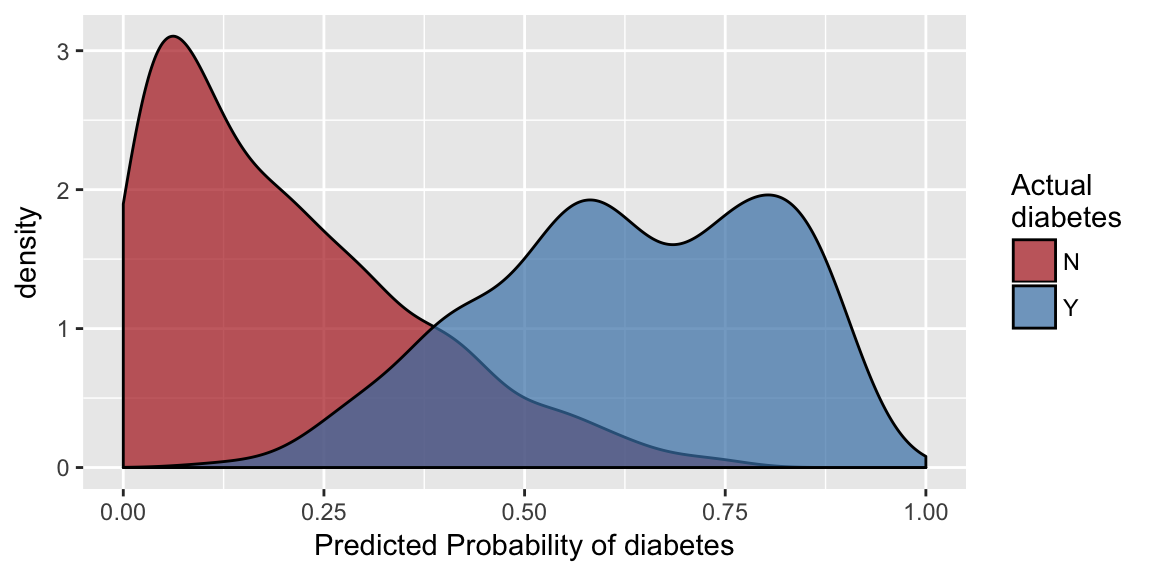 3
2
1
0
density
0.00 0.25 0.50 0.75 1.00
Predicted Probability of diabetes
Actual
diabetes
N
Y